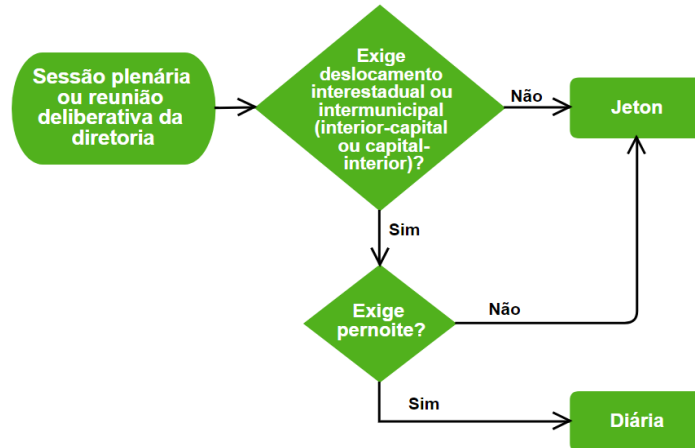 Sessão plenária
ou reunião
deliberativa da
diretoria
Exige
deslocamento
interestadual ou
intermunicipal
(interior-capital
ou capital-
interior)?
Não
Jeton
Sim
Exige
pernoite?
Não
Sim
Diária